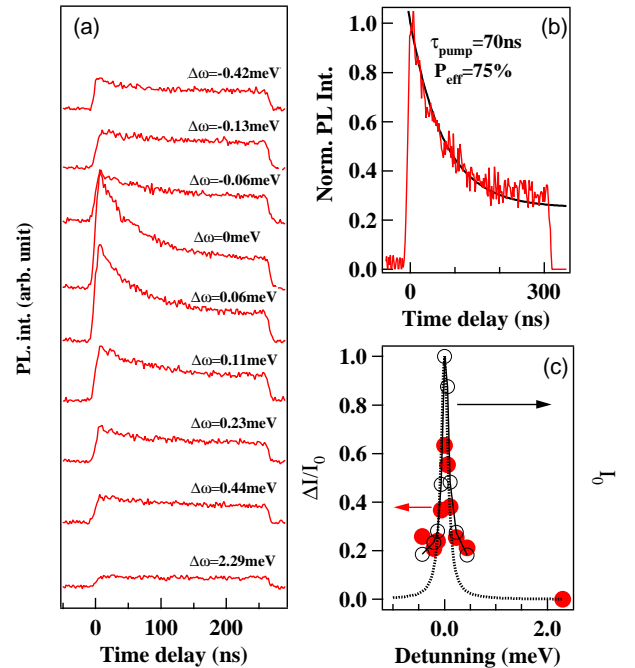 (a)
Δω=-0.42meV
Δω=-0.13meV
Δω=-0.06meV
Δω=0meV
Δω=0.06meV
Δω=0.11meV
Δω=0.23meV
Δω=0.44meV
Δω=2.29meV
PL. int. (arb. unit)
0 100 200
Time delay (ns)
(b)
τpump=70ns
Peff=75%
Norm. PL Int.
1.0
0.8
0.6
0.4
0.2
0.0
0 300
Time delay (ns)
(c)
ΔI/I0
1.0
0.8
0.6
0.4
0.2
0.0
I0
0.0 2.0
Detunning (meV)